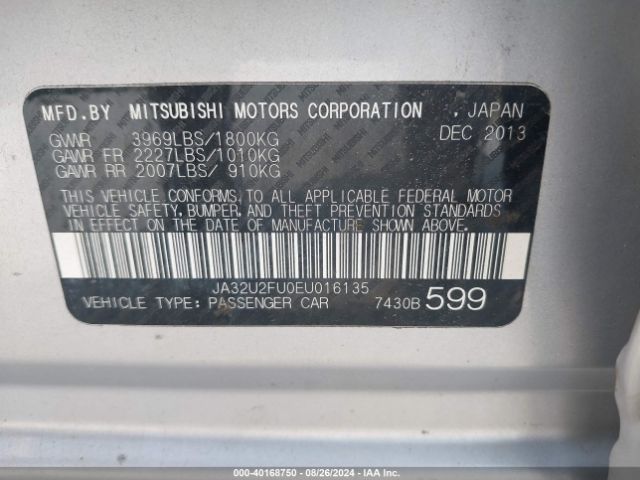 MFD.BY MITSUBISHI MOTORS CORPORATION , JAPAN
GVWR 3969LBS/1800KG DEC 2013
GAWR FR 2227LBS/1010KG
GAWR RR 2007LBS/ 910KG
THIS VEHICLE CONFORMS TO ALL APPLICABLE FEDERAL MOTOR
VEHICLE SAFETY, BUMPER, AND THEFT PREVENTION STANDARDS
IN EFFECT ON THE DATE OF MANUFACTURE SHOWN ABOVE.
JA32U2FU0EU016135
VEHICLE TYPE: PASSENGER CAR 7430B 599
000-40168750 - 08/26/2024 - IAA Inc.